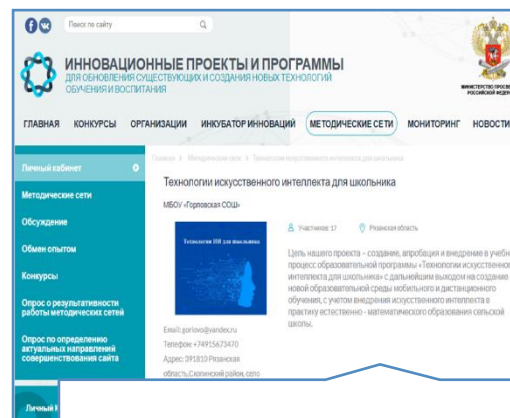 Поиск по сайту
ИННОВАЦИОННЫЕ ПРОЕКТЫ И ПРОГРАММЫ
ДЛЯ ОБНОВЛЕНИЯ СУЩЕСТВУЮЩИХ И СОЗДАНИЯ НОВЫХ ТЕХНОЛОГИЙ
ОБУЧЕНИЯ И ВОСПИТАНИЯ
МИНИСТЕРСТВО ПРОСВЕ
РОССИЙСКОЙ ФЕДЕР
ГЛАВНАЯ КОНКУРСЫ ОРГАНИЗАЦИИ ИНКУБАТОР ИННОВАЦИЙ МЕТОДИЧЕСКИЕ СЕТИ МОНИТОРИНГ НОВОСТИ
Главная > Методические сети > Технологии искусственного интеллекта для школьника
Личный кабинет
Методические сети
Обсуждение
Обмен опытом
Конкурсы
Опрос о результативности
работы методических сетей
Опрос по определению
актуальных направлений
совершенствования сайта
Личный к
Технологии искусственного интеллекта для школьника
МБОУ «Горловская СОШ»
Технологии ИИ для школьника
Участников: 17 Рязанская область
Цель нашего проекта – создание, апробация и внедрение в учебн
процесс образовательной программы «Технологии искусственног
интеллекта для школьника» с дальнейшим выходом на создание
новой образовательной среды мобильного и дистанционного
обучения, с учетом внедрения искусственного интеллекта в
практику естественно - математического образования сельской
школы.
Email: gorlovo@yandex.ru
Телефон: +74915673470
Адрес: 391810 Рязанская
область,Скопинский район, село